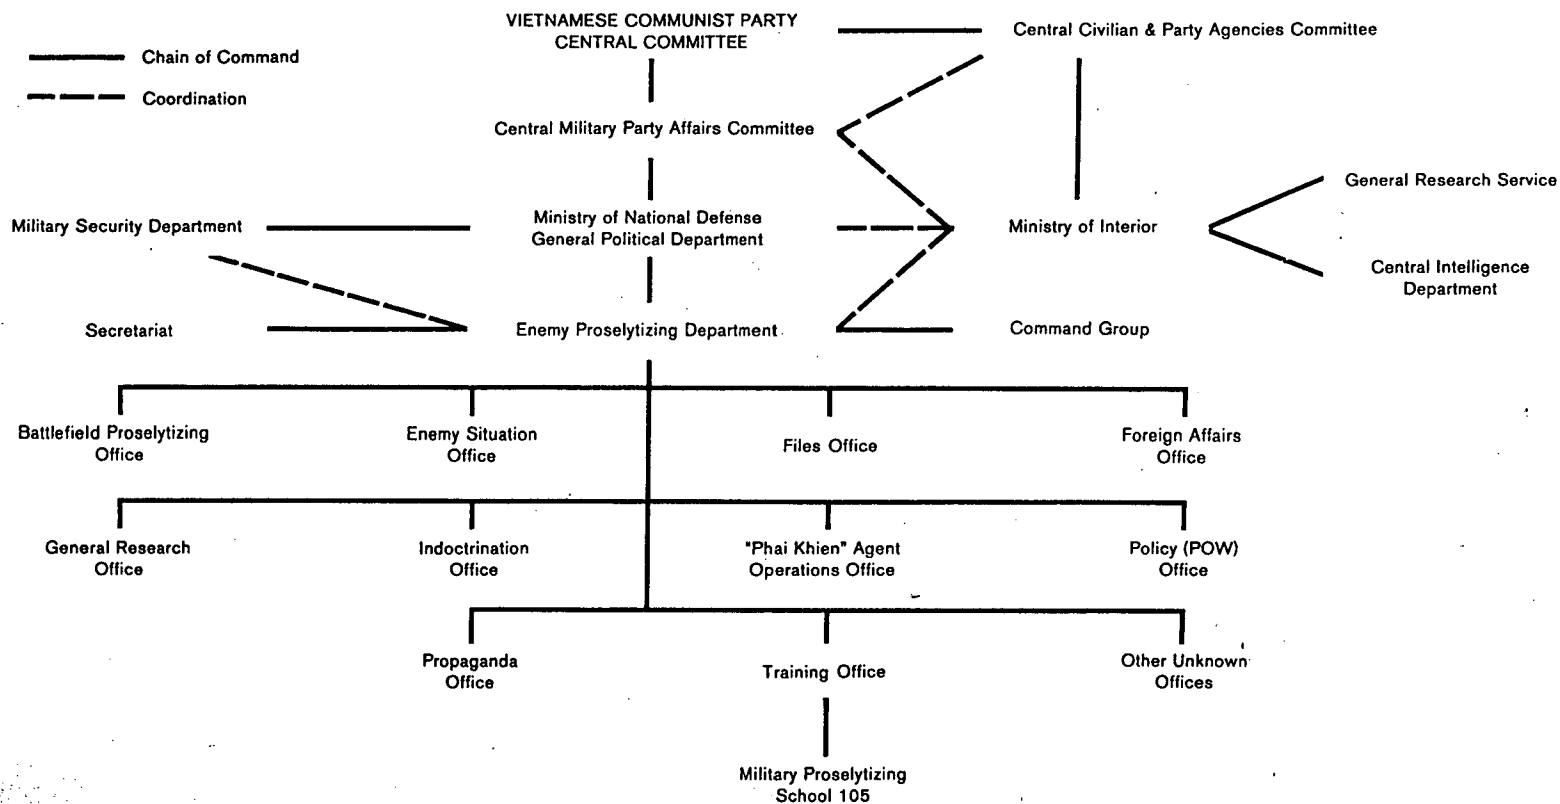 VIETNAMESE COMMUNIST PARTY
CENTRAL COMMITTEE
Central Civilian & Party Agencies Committee
Chain of Command
Coordination
Central Military Party Affairs Committee
General Research Service
Military Security Department
Ministry of National Defense
General Political Department
Ministry of Interior
Central Intelligence
Department
Secretariat
Enemy Proselytizing Department
Command Group
Battlefield Proselytizing
Office
Enemy Situation
Office
Files Office
Foreign Affairs
Office
General Research
Office
Indoctrination
Office
"Phai Khien" Agent
Operations Office
Policy (POW)
Office
Propaganda
Office
Training Office
Other Unknown
Offices
Military Proselytizing
School 105